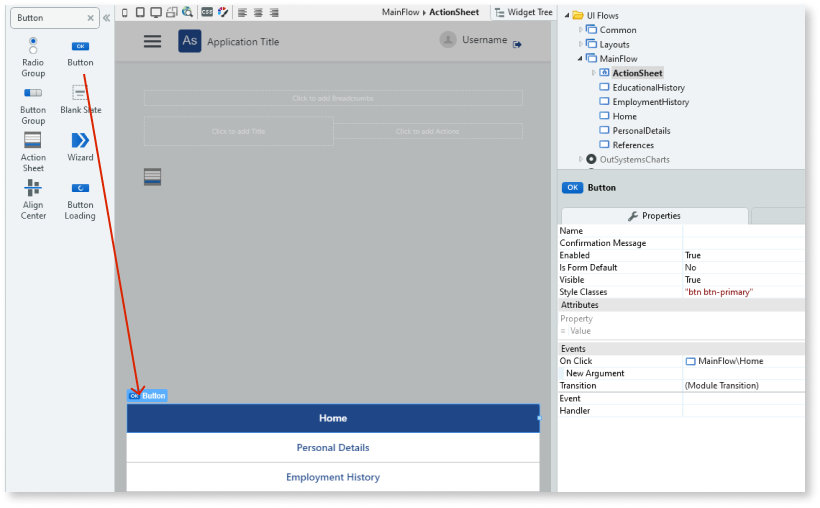 Button
MainFlow ▸ ActionSheet
Widget Tree
Radio Group
OK
Button
Button Group
Blank Slate
Action Sheet
Wizard
Align Center
Button Loading
As Application Title
Username
Click to add Breadcrumbs
Click to add Title
Click to add Actions
OK Button
Home
Personal Details
Employment History
UI Flows
Common
Layouts
MainFlow
ActionSheet
EducationalHistory
EmploymentHistory
Home
PersonalDetails
References
OutSystemsCharts
OK Button
Properties
Name
Confirmation Message
Enabled True
Is Form Default No
Visible True
Style Classes "btn btn-primary"
Attributes
Property
= Value
Events
On Click MainFlow\Home
New Argument
Transition (Module Transition)
Event
Handler